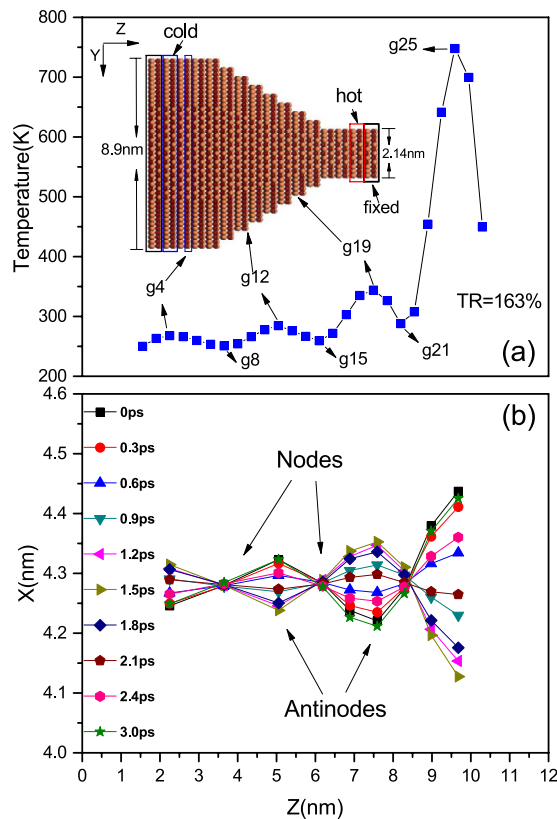 800
700
600
500
400
300
200
Temperature(K)
Z
Y
cold
8.9nm
hot
2.14nm
fixed
g25
g4
g12
g19
g8
g15
g21
TR=163%
(a)
4.6
4.5
4.4
4.3
4.2
4.1
4.0
X(nm)
0ps
0.3ps
0.6ps
0.9ps
1.2ps
1.5ps
1.8ps
2.1ps
2.4ps
3.0ps
Nodes
Antinodes
(b)
0 1 2 3 4 5 6 7 8 9 10 11 12
Z(nm)